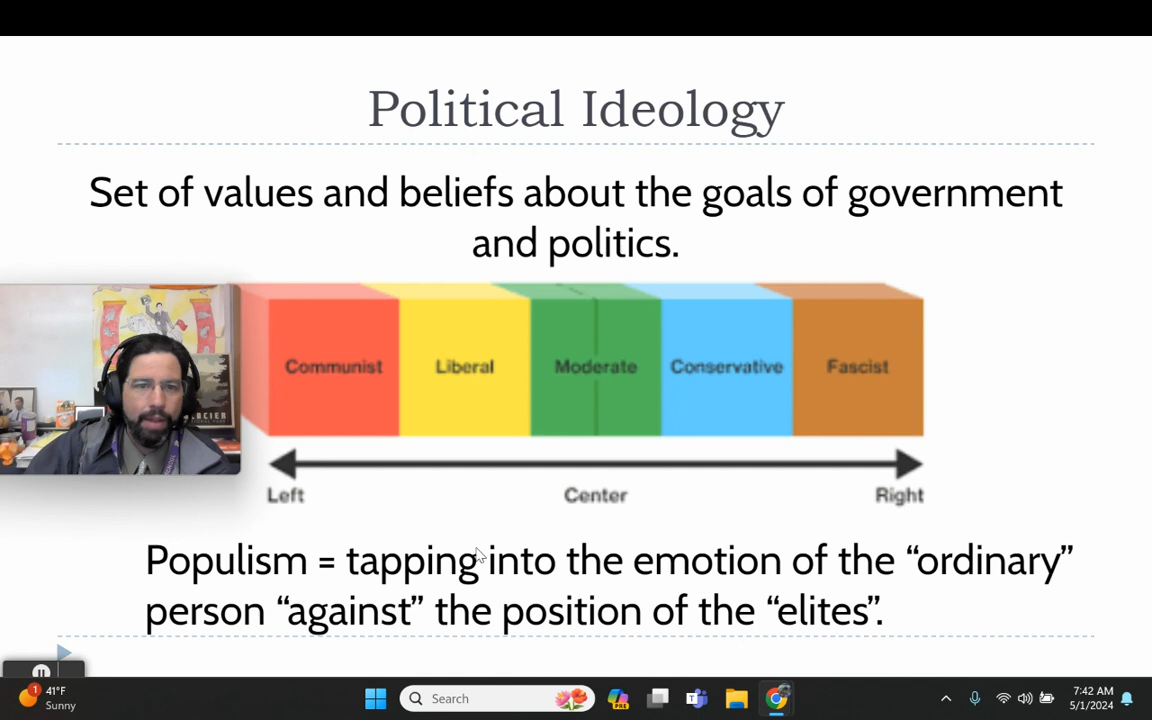 Political Ideology
Set of values and beliefs about the goals of government
and politics.
Communist
Liberal
Moderate
Conservative
Fascist
Left
Center
Right
Populism = tapping into the emotion of the “ordinary”
person “against” the position of the “elites”.
1
41°F
Sunny
Search
PRE
7:42 AM
5/1/2024